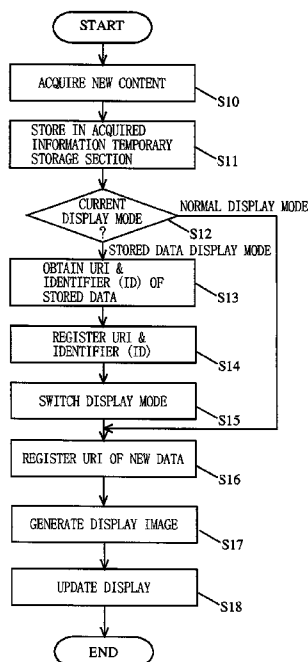 START
ACQUIRE NEW CONTENT
S10
STORE IN ACQUIRED
INFORMATION TEMPORARY
STORAGE SECTION
S11
CURRENT
DISPLAY MODE
?
S12
NORMAL DISPLAY MODE
STORED DATA DISPLAY MODE
OBTAIN URI &
IDENTIFIER (ID) OF
STORED DATA
S13
REGISTER URI &
IDENTIFIER (ID)
S14
SWITCH DISPLAY MODE
S15
REGISTER URI OF NEW DATA
S16
GENERATE DISPLAY IMAGE
S17
UPDATE DISPLAY
S18
END